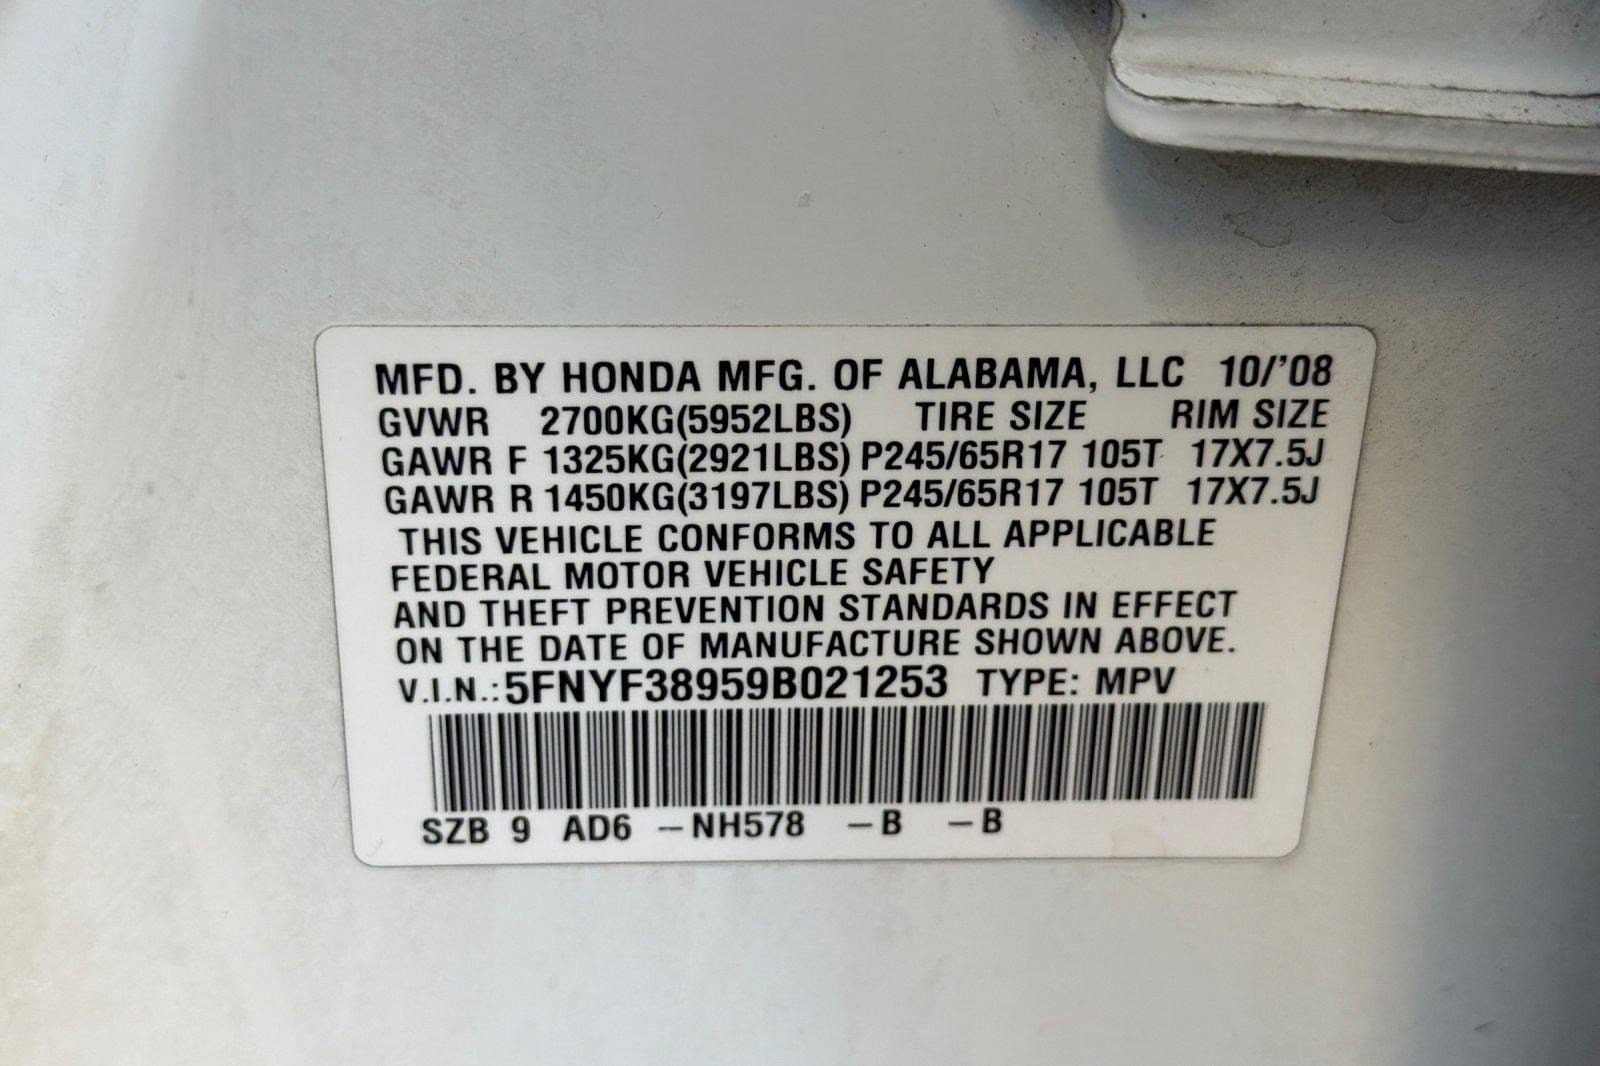 MFD. BY HONDA MFG. OF ALABAMA, LLC 10/'08
GVWR 2700KG(5952LBS) TIRE SIZE RIM SIZE
GAWR F 1325KG(2921LBS) P245/65R17 105T 17X7.5J
GAWR R 1450KG(3197LBS) P245/65R17 105T 17X7.5J
THIS VEHICLE CONFORMS TO ALL APPLICABLE
FEDERAL MOTOR VEHICLE SAFETY
AND THEFT PREVENTION STANDARDS IN EFFECT
ON THE DATE OF MANUFACTURE SHOWN ABOVE.
V.I.N.: 5FNYF38959B021253 TYPE: MPV
SZB 9 AD6 –NH578 –B –B